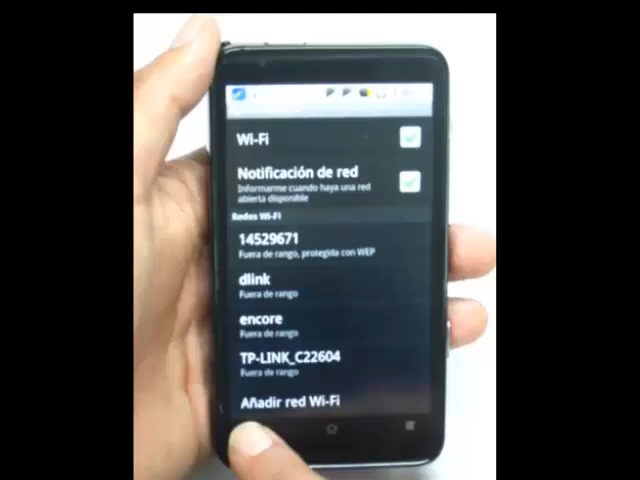 Wi-Fi
Notificación de red
Informarme cuando haya una red
abierta disponible
Redes Wi-Fi
14529671
Fuera de rango, protegida con WEP
dlink
Fuera de rango
encore
Fuera de rango
TP-LINK_C22604
Fuera de rango
Añadir red Wi-Fi